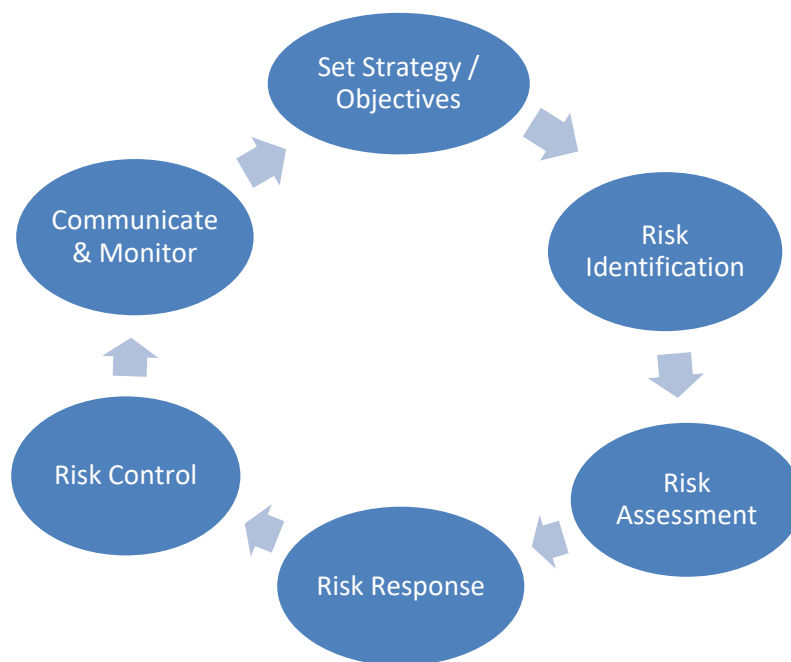 Set Strategy /
Objectives
Risk
Identification
Risk
Assessment
Risk Response
Risk Control
Communicate
& Monitor